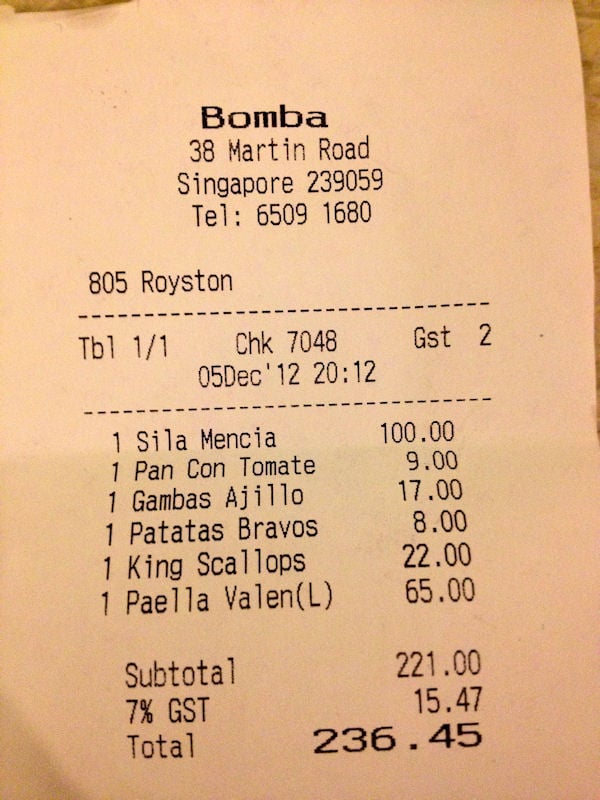 Bomba
38 Martin Road
Singapore 239059
Tel: 6509 1680
805 Royston
--------------------------------------
Tbl 1/1 Chk 7048 Gst 2
05Dec'12 20:12
--------------------------------------
1 Sila Mencia 100.00
1 Pan Con Tomate 9.00
1 Gambas Ajillo 17.00
1 Patatas Bravos 8.00
1 King Scallops 22.00
1 Paella Valen(L) 65.00
Subtotal 221.00
7% GST 15.47
Total 236.45